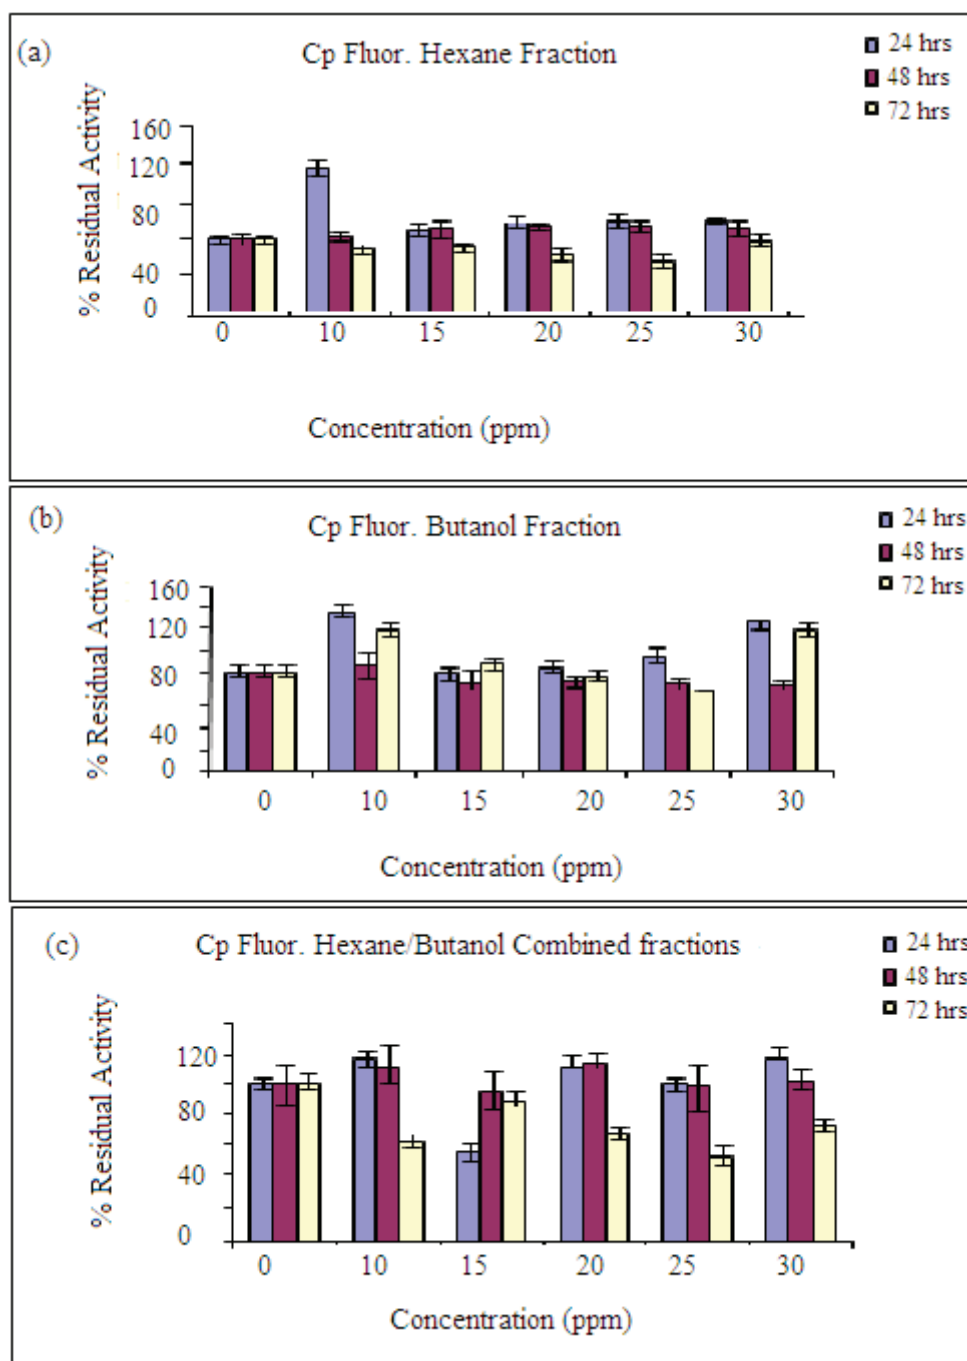 (a)
Cp Fluor. Hexane Fraction
24 hrs
48 hrs
72 hrs
% Residual Activity
160
120
80
40
0
0 10 15 20 25 30
Concentration (ppm)
(b)
Cp Fluor. Butanol Fraction
24 hrs
48 hrs
72 hrs
% Residual Activity
160
120
80
40
0
0 10 15 20 25 30
Concentration (ppm)
(c)
Cp Fluor. Hexane/Butanol Combined fractions
24 hrs
48 hrs
72 hrs
% Residual Activity
120
80
40
0
0 10 15 20 25 30
Concentration (ppm)